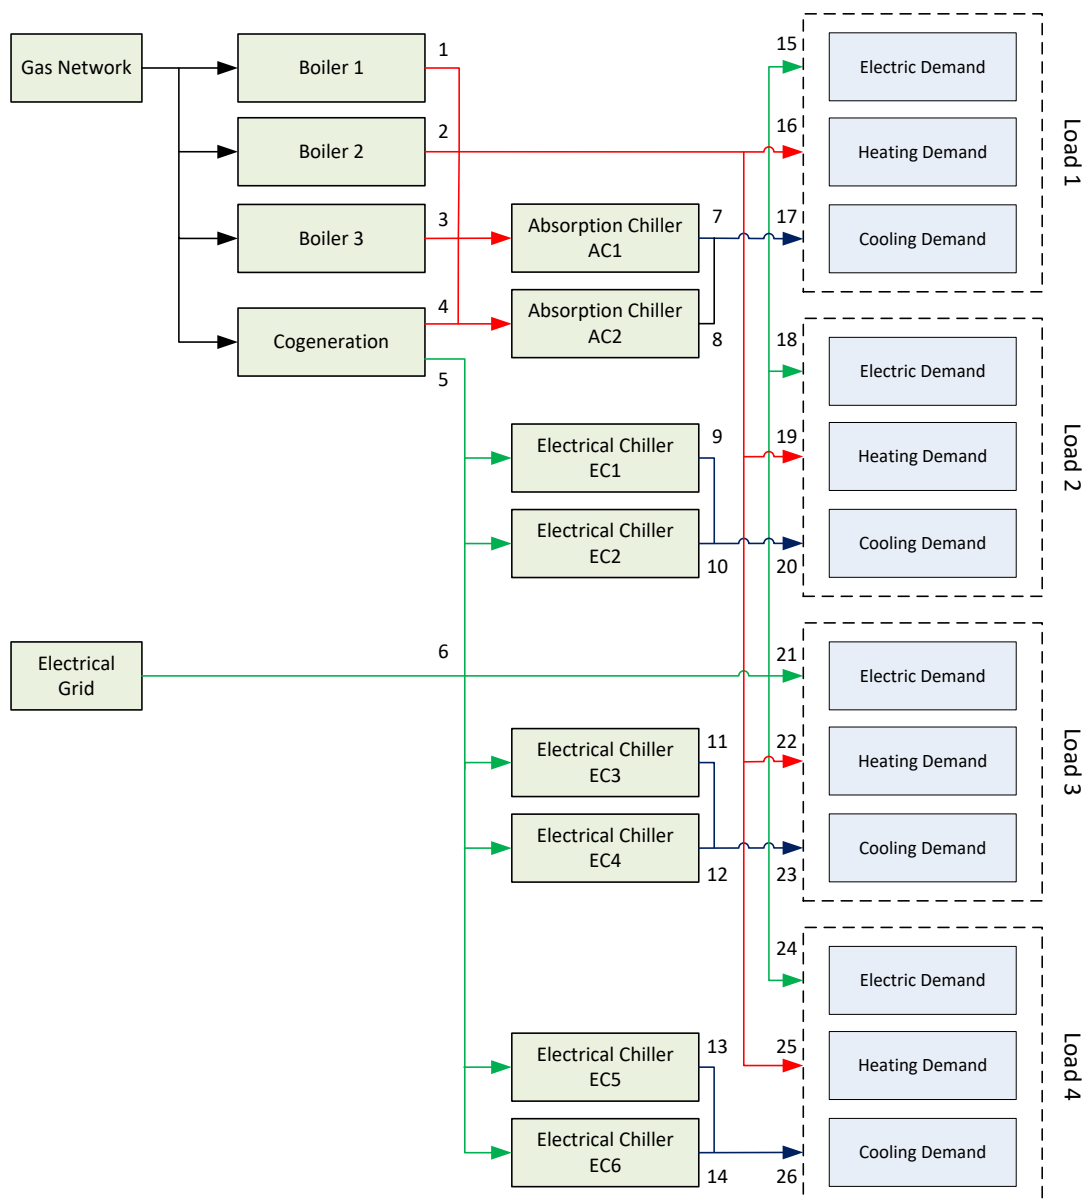 Gas Network
Boiler 1
1
Boiler 2
2
Boiler 3
3
Cogeneration
4
5
Absorption Chiller
AC1
7
Absorption Chiller
AC2
8
Electrical Chiller
EC1
9
Electrical Chiller
EC2
10
Electrical
Grid
6
Electrical Chiller
EC3
11
Electrical Chiller
EC4
12
Electrical Chiller
EC5
13
Electrical Chiller
EC6
14
15
Electric Demand
16
Heating Demand
17
Cooling Demand
Load 1
18
Electric Demand
19
Heating Demand
20
Cooling Demand
Load 2
21
Electric Demand
22
Heating Demand
23
Cooling Demand
Load 3
24
Electric Demand
25
Heating Demand
26
Cooling Demand
Load 4